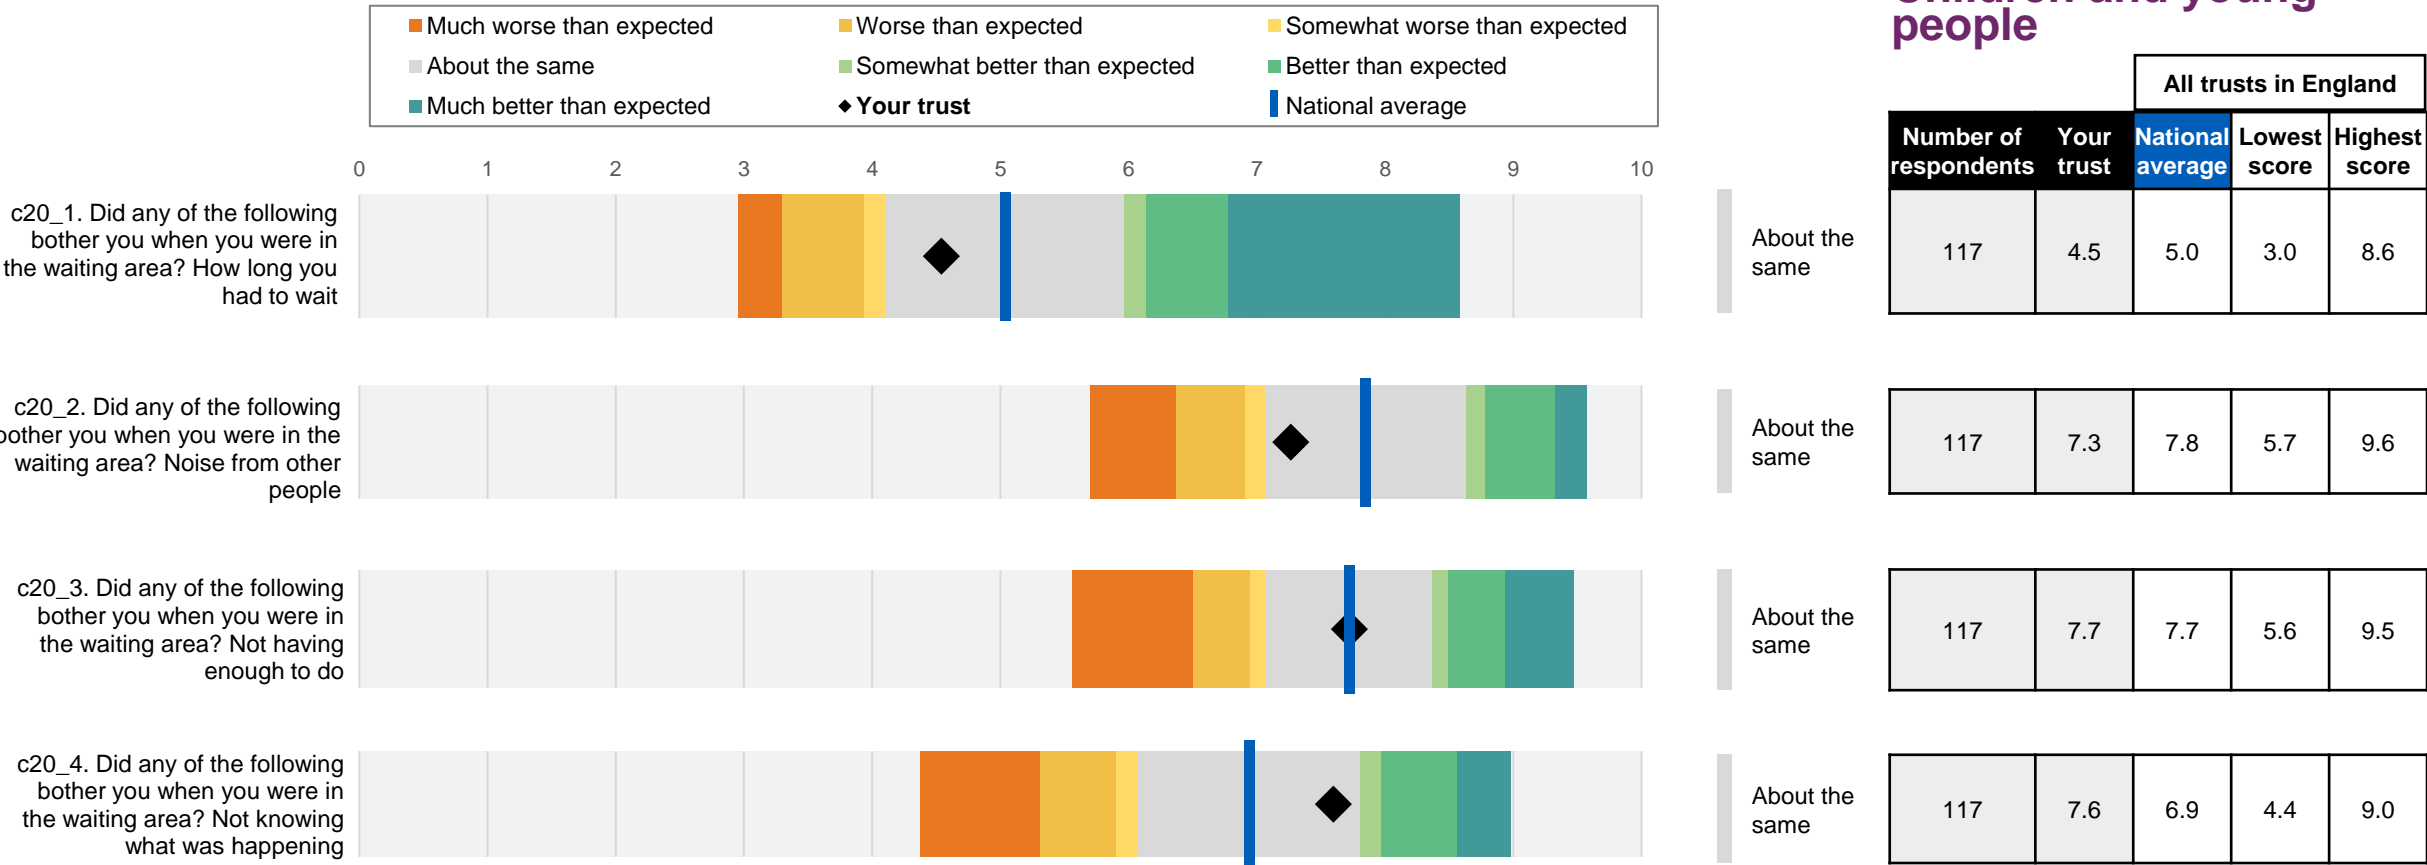 Children and young
people
Much worse than expected
Worse than expected
Somewhat worse than expected
About the same
Somewhat better than expected
Better than expected
Much better than expected
Your trust
National average
All trusts in England
Number of respondents
Your trust
National average
Lowest score
Highest score
0 1 2 3 4 5 6 7 8 9 10
c20_1. Did any of the following
bother you when you were in
the waiting area? How long you
had to wait
About the
same
117 4.5 5.0 3.0 8.6
c20_2. Did any of the following
bother you when you were in the
waiting area? Noise from other
people
About the
same
117 7.3 7.8 5.7 9.6
c20_3. Did any of the following
bother you when you were in
the waiting area? Not having
enough to do
About the
same
117 7.7 7.7 5.6 9.5
c20_4. Did any of the following
bother you when you were in
the waiting area? Not knowing
what was happening
About the
same
117 7.6 6.9 4.4 9.0